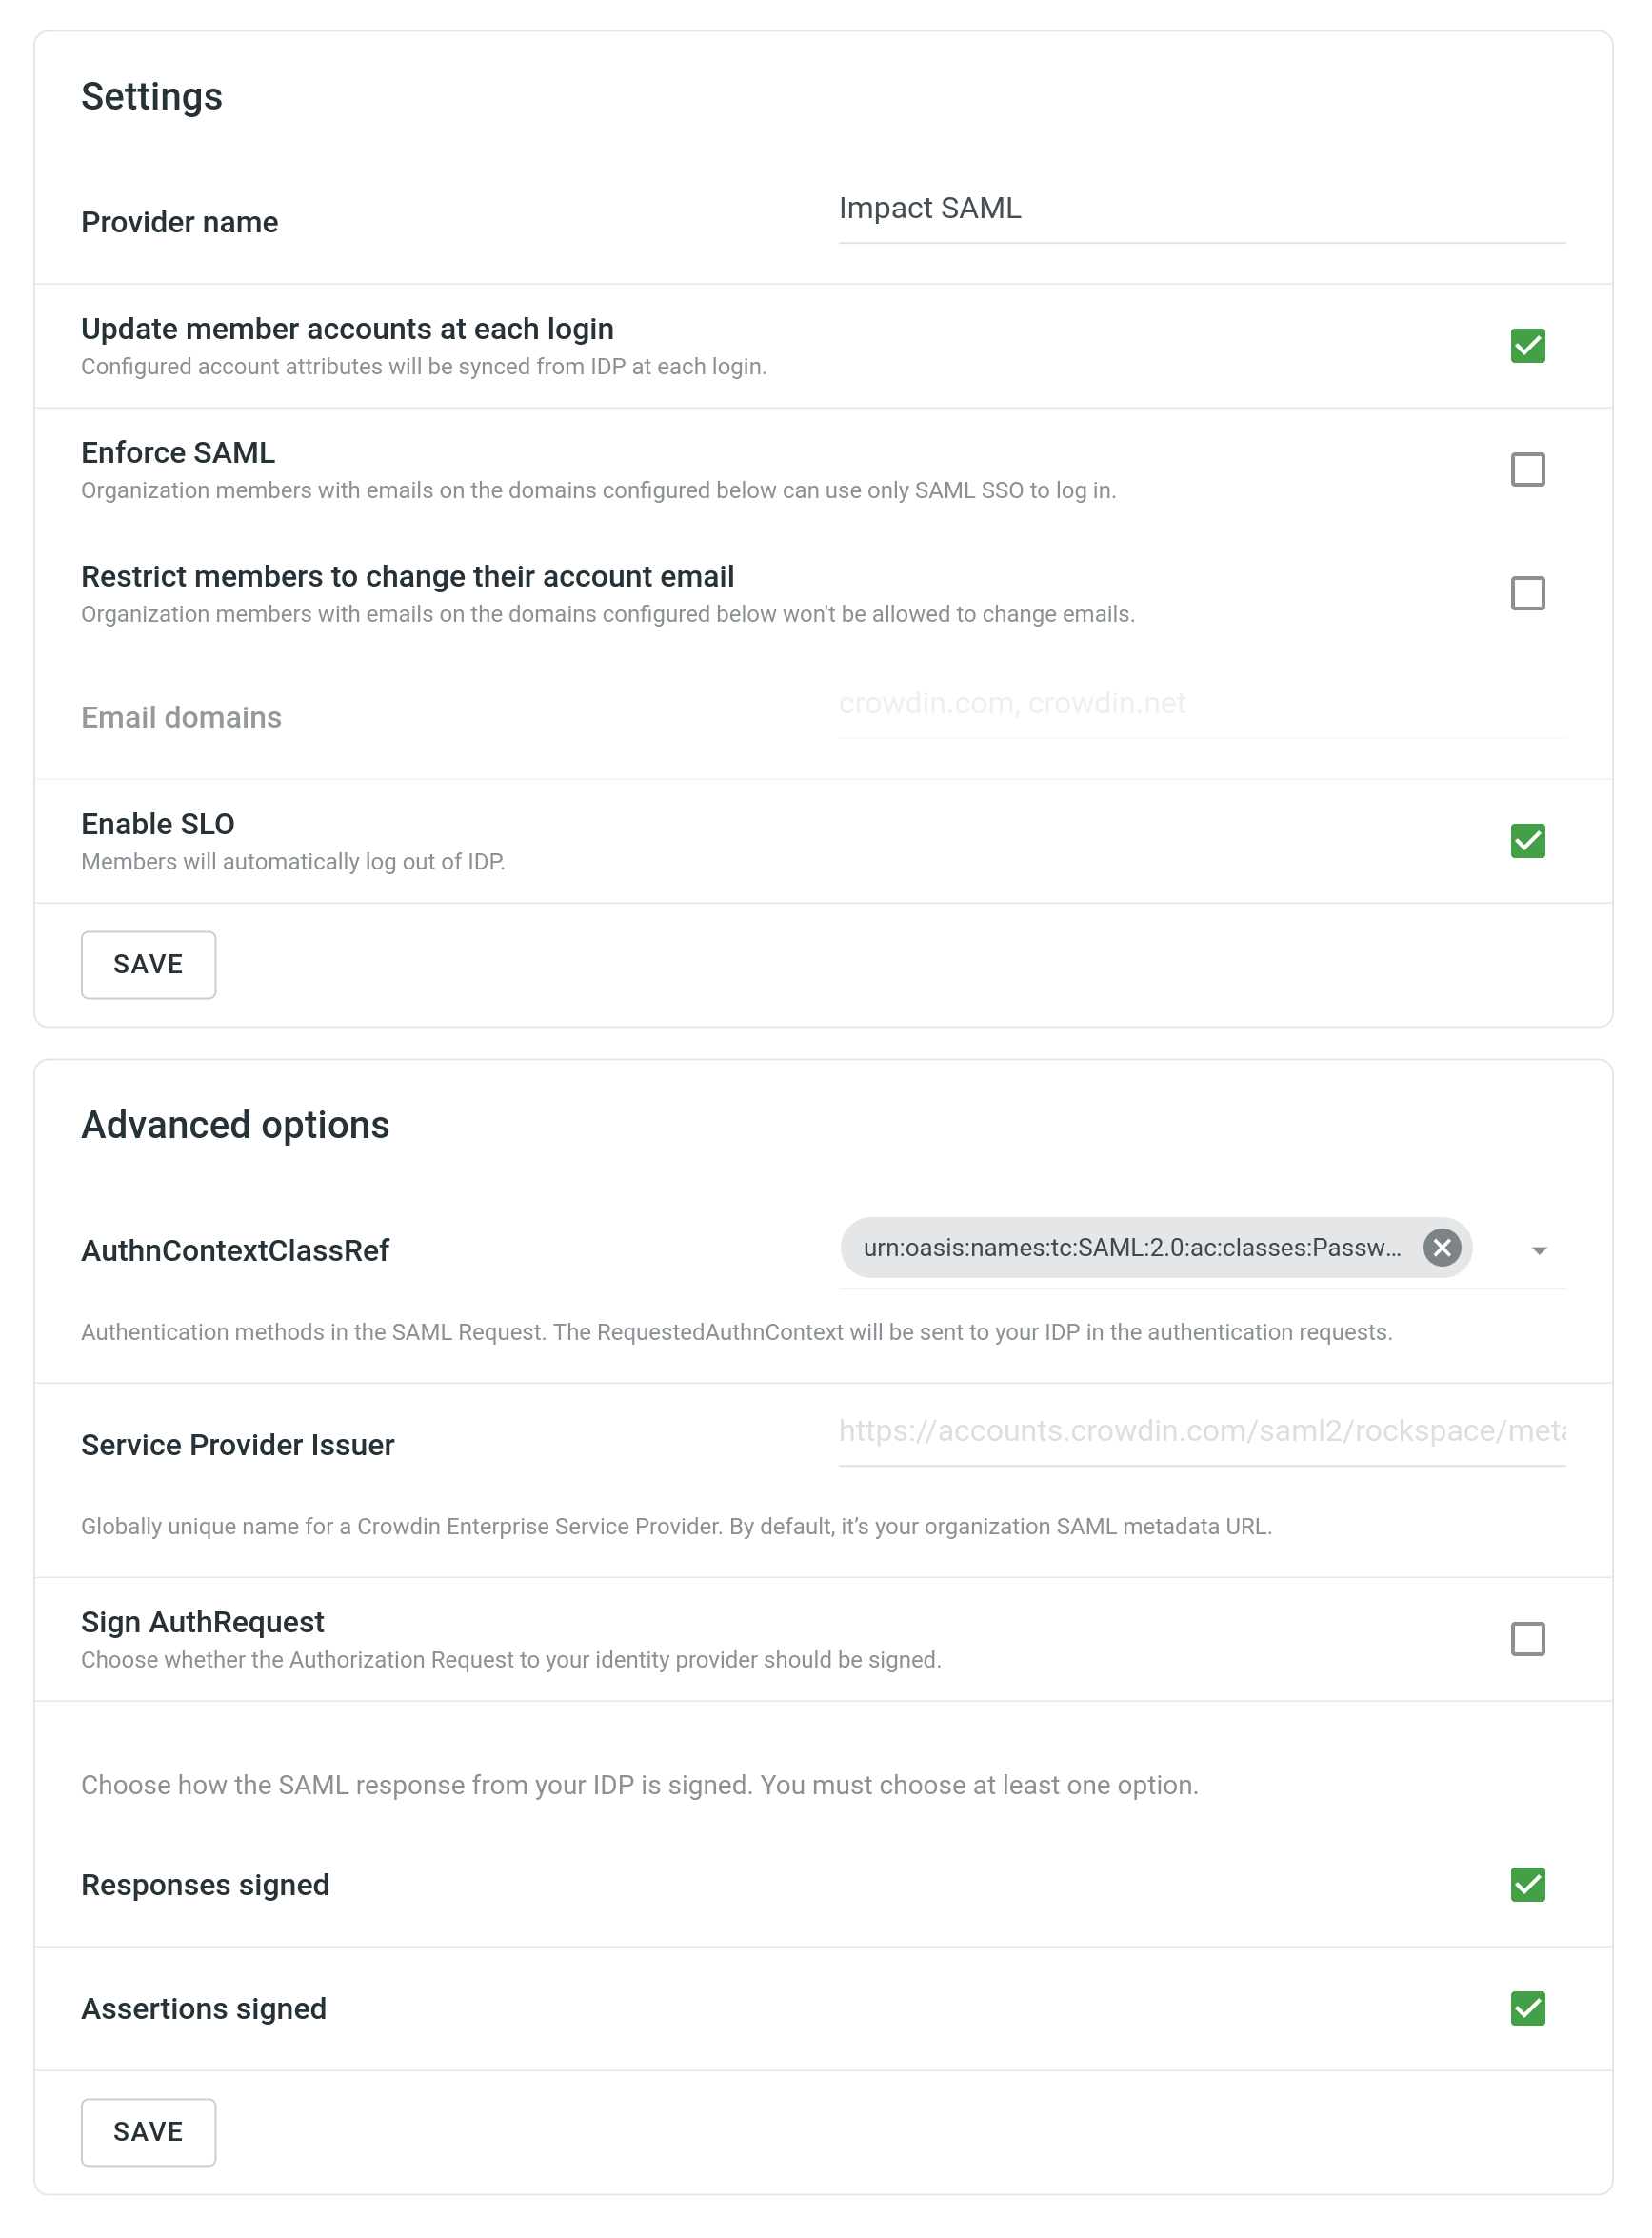 Settings
Provider name
Impact SAML
Update member accounts at each login
Configured account attributes will be synced from IDP at each login.
Enforce SAML
Organization members with emails on the domains configured below can use only SAML SSO to log in.
Restrict members to change their account email
Organization members with emails on the domains configured below won't be allowed to change emails.
Email domains
crowdin.com, crowdin.net
Enable SLO
Members will automatically log out of IDP.
SAVE
Advanced options
AuthnContextClassRef
urn:oasis:names:tc:SAML:2.0:ac:classes:Passw...
Authentication methods in the SAML Request. The RequestedAuthnContext will be sent to your IDP in the authentication requests.
Service Provider Issuer
https://accounts.crowdin.com/saml2/rockspace/meta
Globally unique name for a Crowdin Enterprise Service Provider. By default, it’s your organization SAML metadata URL.
Sign AuthRequest
Choose whether the Authorization Request to your identity provider should be signed.
Choose how the SAML response from your IDP is signed. You must choose at least one option.
Responses signed
Assertions signed
SAVE